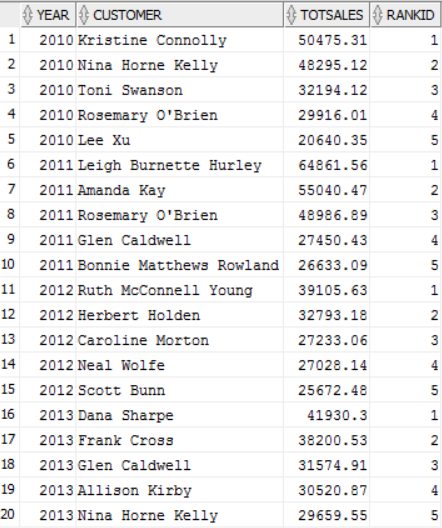 YEAR CUSTOMER TOTSALES RANKID
1 2010 Kristine Connolly 50475.31 1
2 2010 Nina Horne Kelly 48295.12 2
3 2010 Toni Swanson 32194.12 3
4 2010 Rosemary O'Brien 29916.01 4
5 2010 Lee Xu 20640.35 5
6 2011 Leigh Burnette Hurley 64861.56 1
7 2011 Amanda Kay 55040.47 2
8 2011 Rosemary O'Brien 48986.89 3
9 2011 Glen Caldwell 27450.43 4
10 2011 Bonnie Matthews Rowland 26633.09 5
11 2012 Ruth McConnell Young 39105.63 1
12 2012 Herbert Holden 32793.18 2
13 2012 Caroline Morton 27233.06 3
14 2012 Neal Wolfe 27028.14 4
15 2012 Scott Bunn 25672.48 5
16 2013 Dana Sharpe 41930.3 1
17 2013 Frank Cross 38200.53 2
18 2013 Glen Caldwell 31574.91 3
19 2013 Allison Kirby 30520.87 4
20 2013 Nina Horne Kelly 29659.55 5